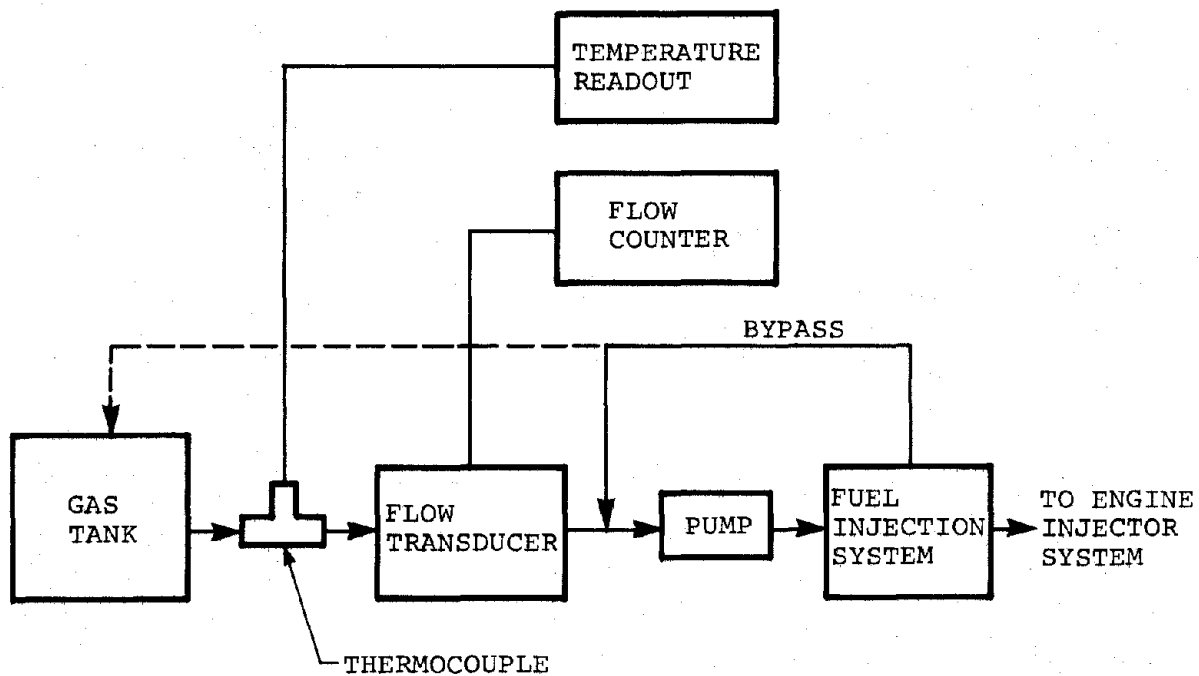 TEMPERATURE
READOUT
FLOW
COUNTER
BYPASS
GAS
TANK
FLOW
TRANSDUCER
PUMP
FUEL
INJECTION
SYSTEM
TO ENGINE
INJECTOR
SYSTEM
THERMOCOUPLE